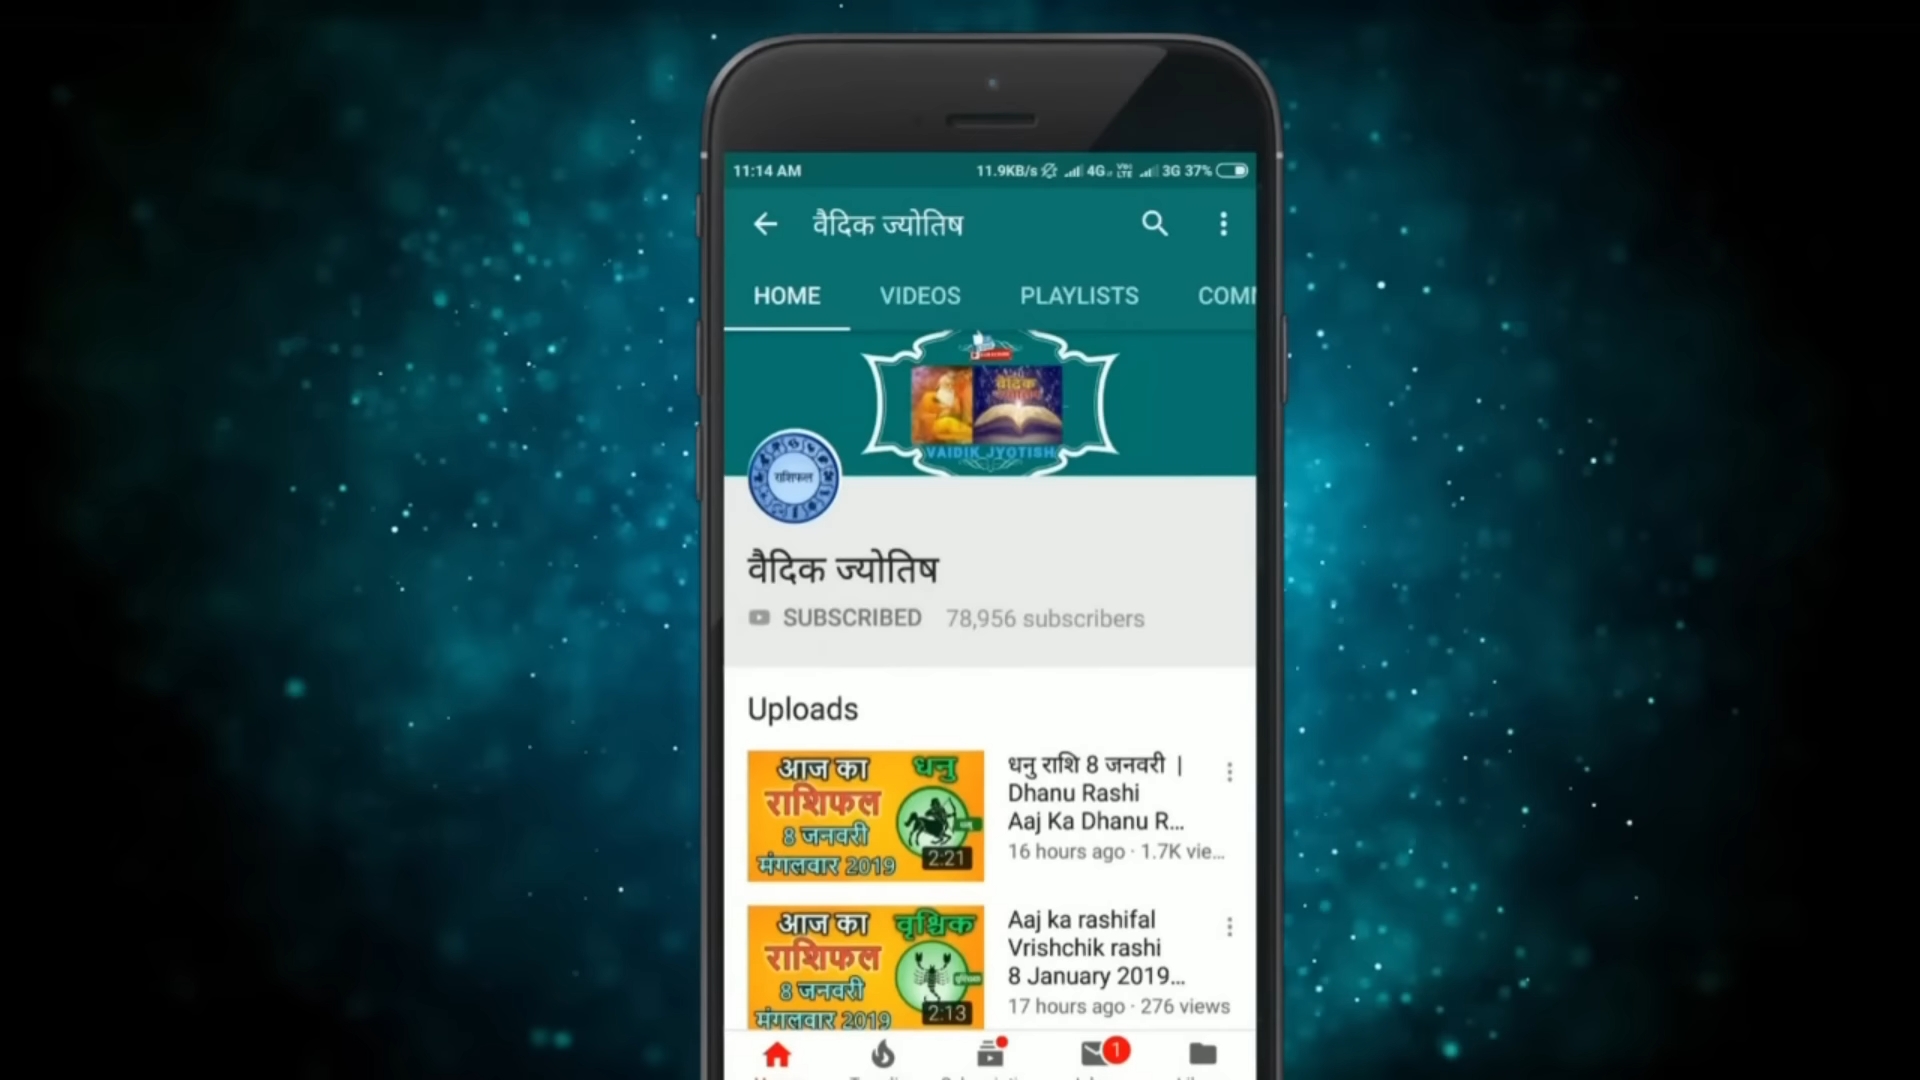 11:14 AM 11.9KB/s 4G VoLTE 3G 37%
वैदिक ज्योतिष
HOME VIDEOS PLAYLISTS COMM
वैदिक
VAIDIK JYOTISH
राशिफल
वैदिक ज्योतिष
SUBSCRIBED 78,956 subscribers
Uploads
आज का धनु
राशिफल
8 जनवरी
मंगलवार 2019
2:21
धनु राशि 8 जनवरी |
Dhanu Rashi
Aaj Ka Dhanu R...
16 hours ago · 1.7K vie...
आज का वृश्चिक
राशिफल
8 जनवरी
मंगलवार 2019
2:13
Aaj ka rashifal
Vrishchik rashi
8 January 2019...
17 hours ago · 276 views
1